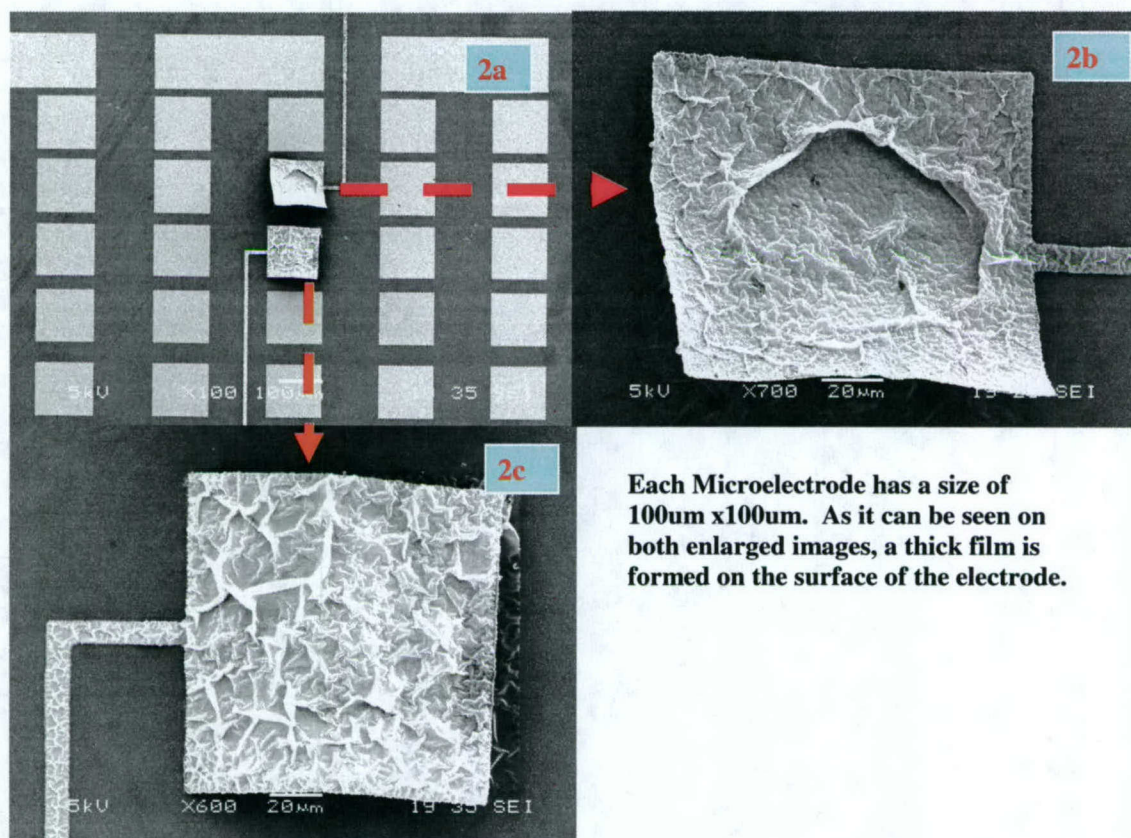 2a
5kV X100 35
2b
5kV X700 20μm SEI
2c
Each Microelectrode has a size of
100um x100um. As it can be seen on
both enlarged images, a thick film is
formed on the surface of the electrode.
5kV X600 20μm 19 35 SEI